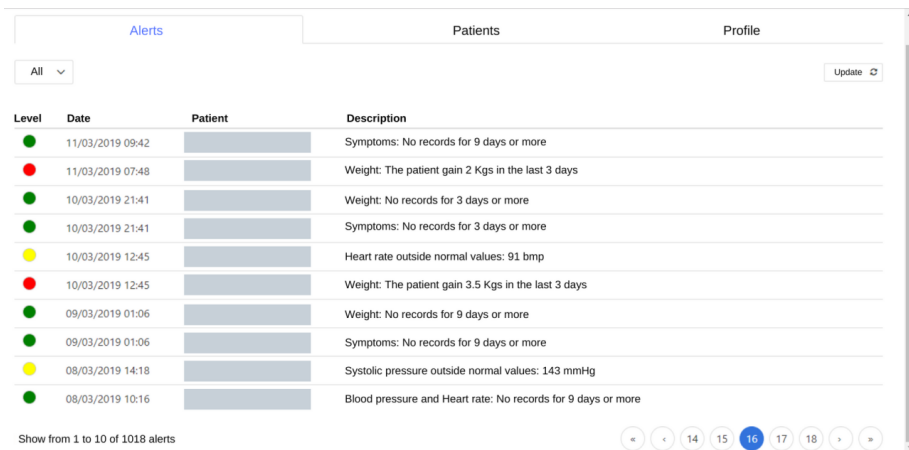 Alerts Patients Profile
All Update
Level Date Patient Description
11/03/2019 09:42 Symptoms: No records for 9 days or more
11/03/2019 07:48 Weight: The patient gain 2 Kgs in the last 3 days
10/03/2019 21:41 Weight: No records for 3 days or more
10/03/2019 21:41 Symptoms: No records for 3 days or more
10/03/2019 12:45 Heart rate outside normal values: 91 bmp
10/03/2019 12:45 Weight: The patient gain 3.5 Kgs in the last 3 days
09/03/2019 01:06 Weight: No records for 9 days or more
09/03/2019 01:06 Symptoms: No records for 9 days or more
08/03/2019 14:18 Systolic pressure outside normal values: 143 mmHg
08/03/2019 10:16 Blood pressure and Heart rate: No records for 9 days or more
Show from 1 to 10 of 1018 alerts « ‹ 14 15 16 17 18 › »